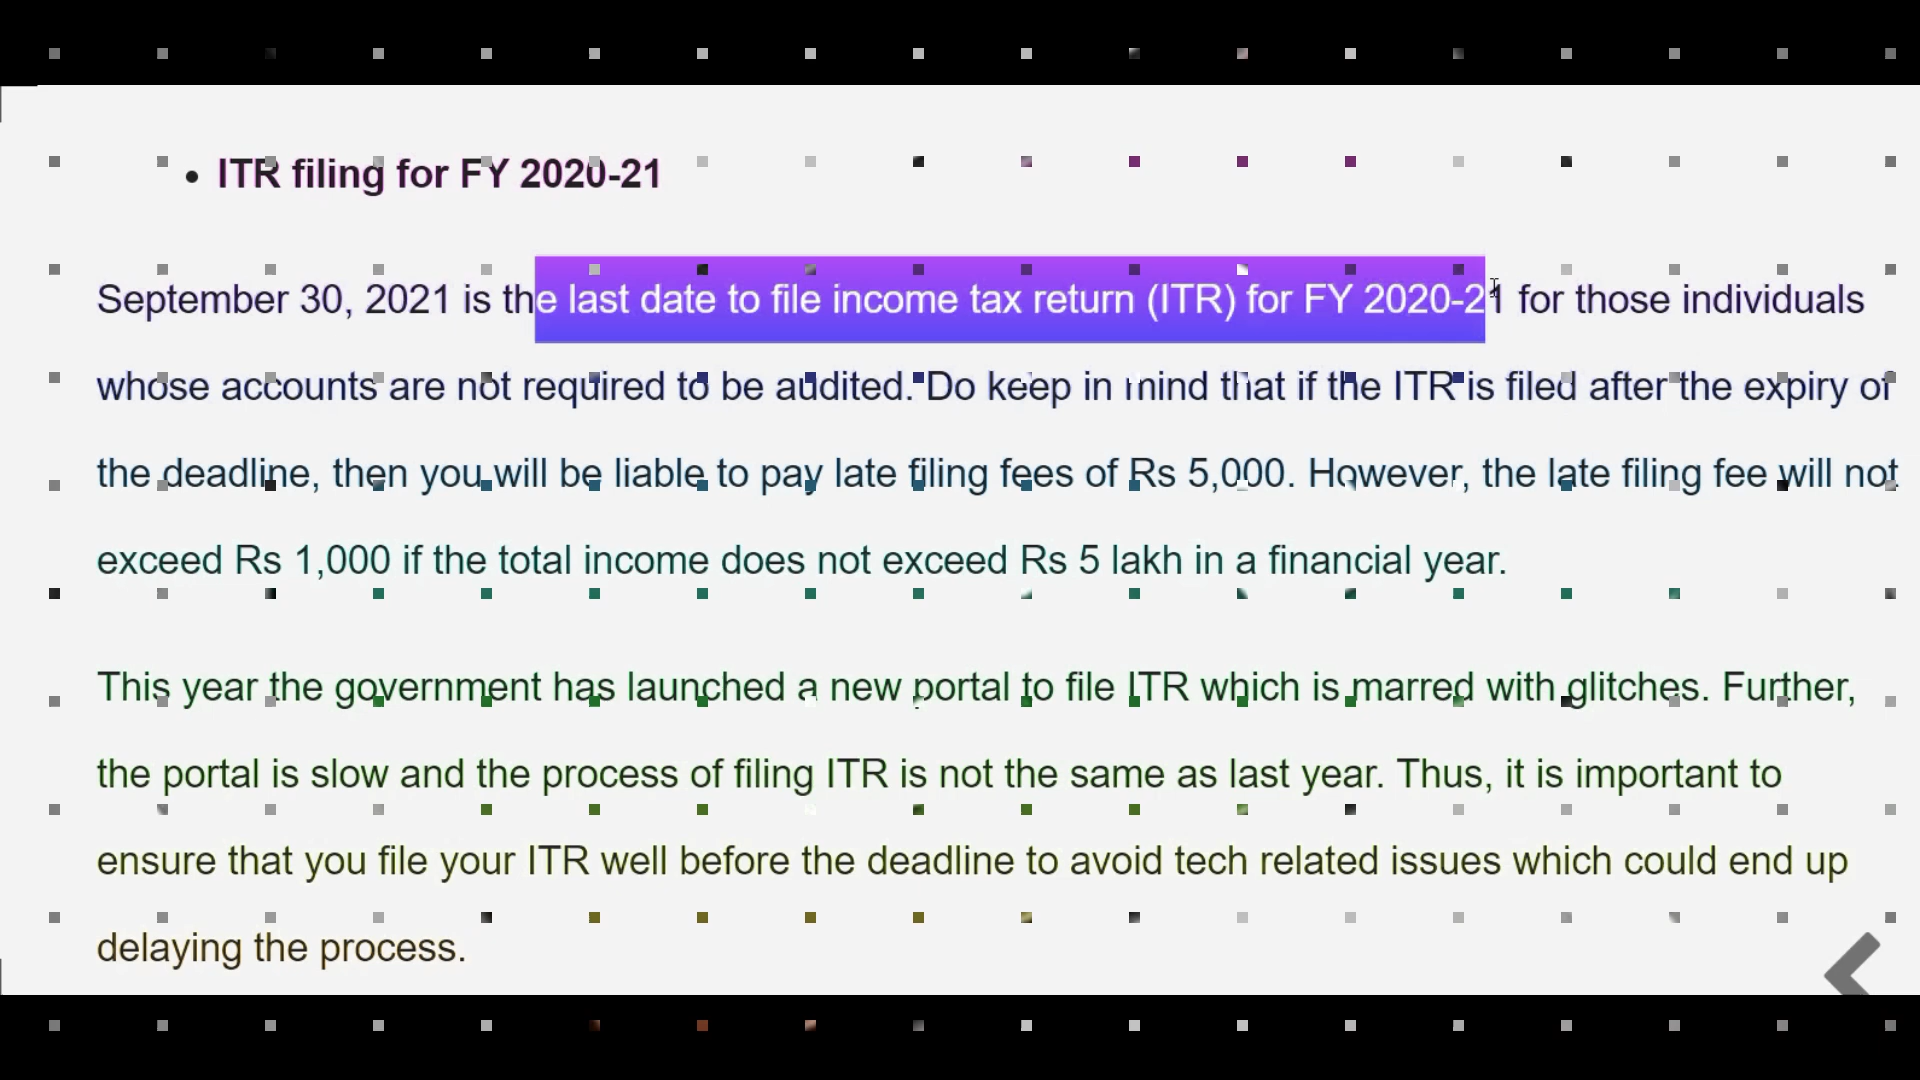 • ITR filing for FY 2020-21
September 30, 2021 is the last date to file income tax return (ITR) for FY 2020-21 for those individuals
whose accounts are not required to be audited. Do keep in mind that if the ITR is filed after the expiry of
the deadline, then you will be liable to pay late filing fees of Rs 5,000. However, the late filing fee will not
exceed Rs 1,000 if the total income does not exceed Rs 5 lakh in a financial year.
This year the government has launched a new portal to file ITR which is marred with glitches. Further,
the portal is slow and the process of filing ITR is not the same as last year. Thus, it is important to
ensure that you file your ITR well before the deadline to avoid tech related issues which could end up
delaying the process.